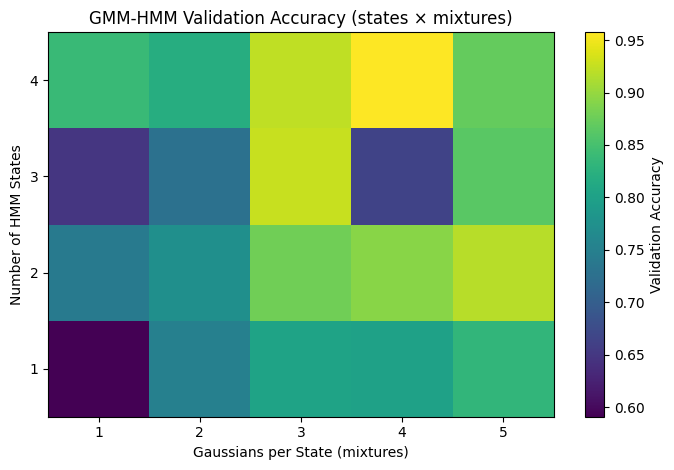 GMM-HMM Validation Accuracy (states × mixtures)
Number of HMM States
4
3
2
1
1 2 3 4 5
Gaussians per State (mixtures)
0.95
0.90
0.85
0.80
0.75
0.70
0.65
0.60
Validation Accuracy